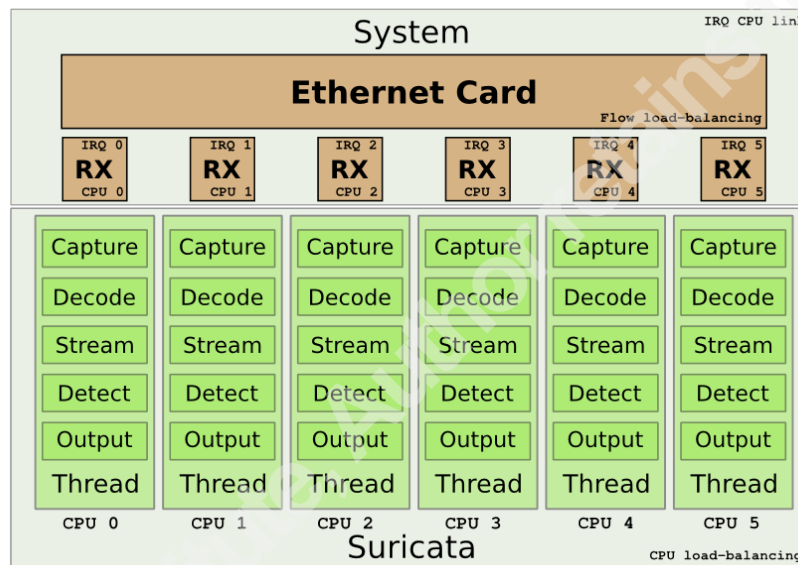 System
IRQ CPU lin
Ethernet Card
Flow load-balancing
IRQ 0 IRQ 1 IRQ 2 IRQ 3 IRQ 4 IRQ 5
RX RX RX RX RX RX
CPU 0 CPU 1 CPU 2 CPU 3 CPU 4 CPU 5
Capture Capture Capture Capture Capture Capture
Decode Decode Decode Decode Decode Decode
Stream Stream Stream Stream Stream Stream
Detect Detect Detect Detect Detect Detect
Output Output Output Output Output Output
Thread Thread Thread Thread Thread Thread
CPU 0 CPU 1 CPU 2 CPU 3 CPU 4 CPU 5
Suricata
CPU load-balancing
tute, Author retains